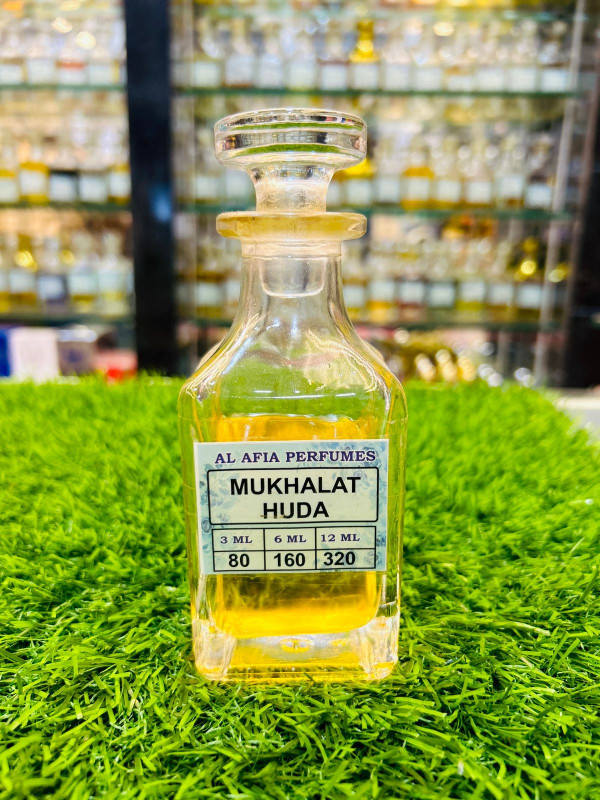 AL AFIA PERFUMES
MUKHALAT
HUDA
3 ML 6 ML 12 ML
80 160 320